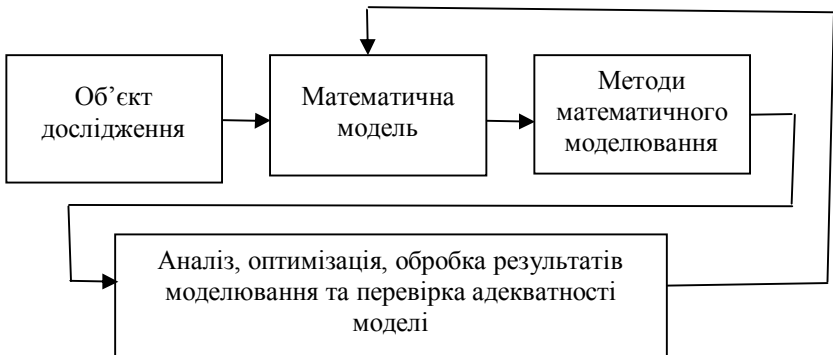 Об’єкт
дослідження
Математична
модель
Методи
математичного
моделювання
Аналіз, оптимізація, обробка результатів
моделювання та перевірка адекватності
моделі